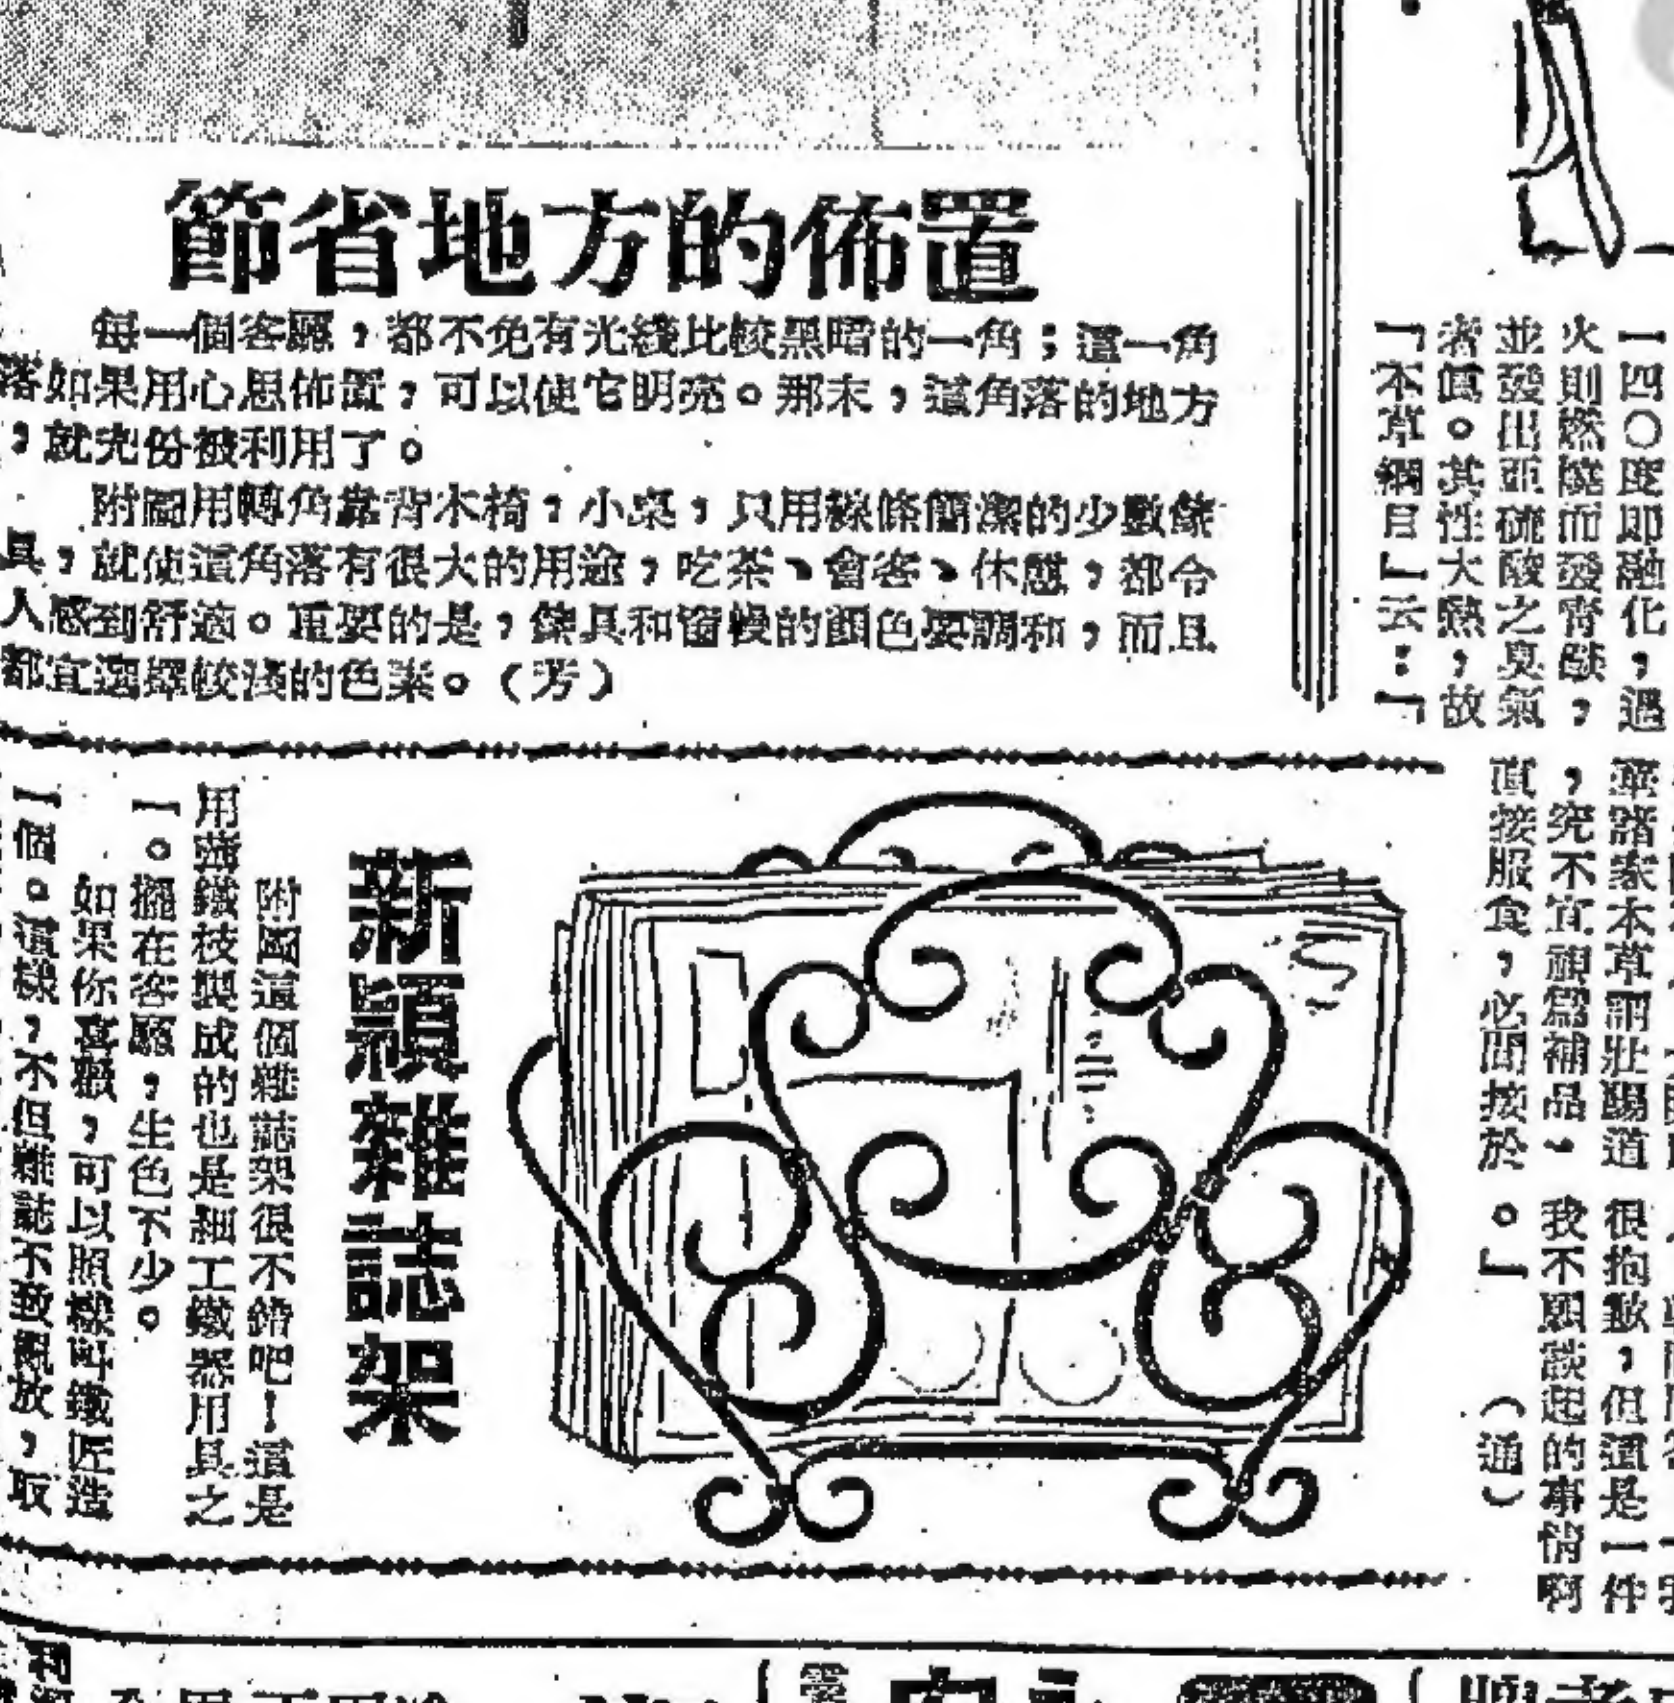 節省地方的佈置
每一個客廳，都不免有光綫比較黑暗的一角；這一角
落如果用心思佈置，可以使它明亮。那末，這角落的地方
，就充份被利用了。
附圖用轉角靠背木椅，小桌，只用綫條簡潔的少數傢
具，就使這角落有很大的用途，吃茶、會客、休憩，都令
人感到舒適。重要的是，傢具和窗幔的顏色要調和，而且
都宜選擇較淺的色素。（芳）
一四〇度即融化，遇
火則燃燒而發青燄，
並發出亞硫酸之臭氣
者眞。其性大熱，故
『本草綱目』云：『
諸家本草謂壯陽道
，究不宜視爲補品，
直接服食，必間接於
。』
很抱歉，但這是一件
我不願談起的事情啊
（通）
新穎雜誌架
附圖這個雜誌架很不錯吧！這是
用薄鐵枝製成的也是細工鐵器用具之
一。擺在客廳，生色不少。
如果你喜歡，可以照樣叫鐵匠造
一個。這樣，不但雜誌不致亂放，取